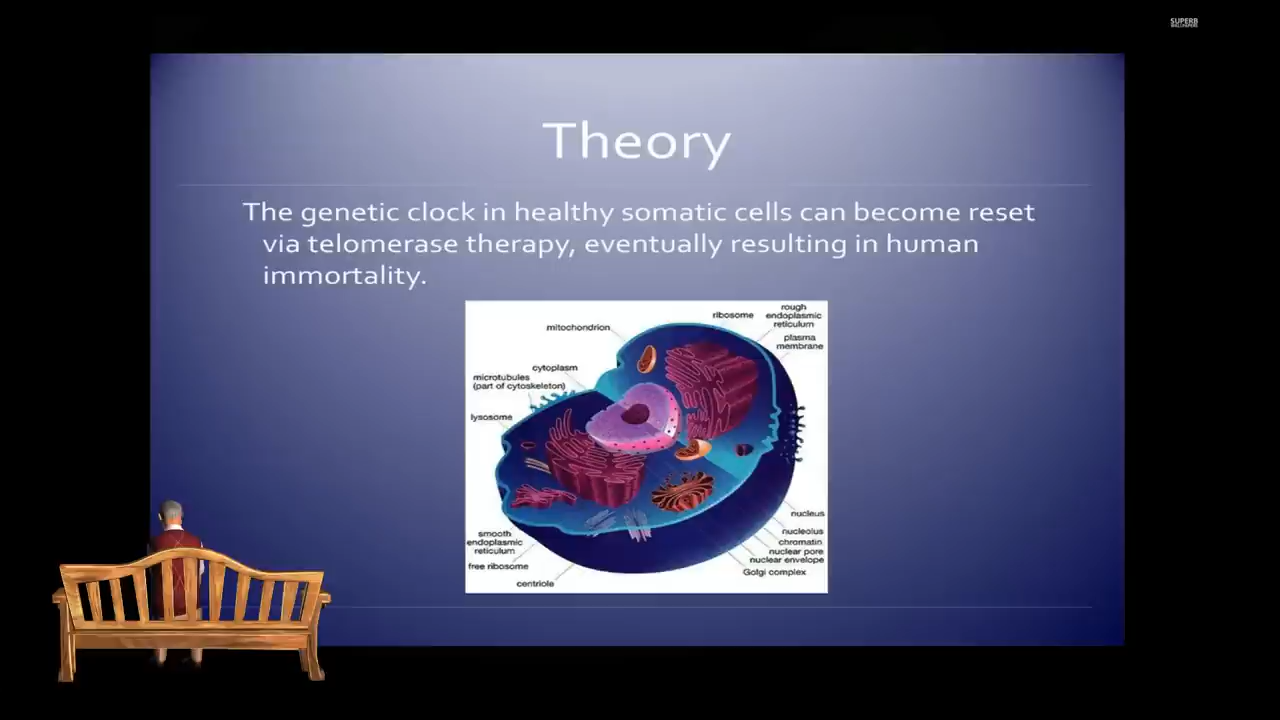 SUPERB
WALLPAPERS
Theory
The genetic clock in healthy somatic cells can become reset
via telomerase therapy, eventually resulting in human
immortality.
rough
endoplasmic
reticulum
ribosome
mitochondrion
plasma
membrane
cytoplasm
microtubules
(part of cytoskeleton)
lysosome
nucleus
nucleolus
chromatin
nuclear pore
nuclear envelope
Golgi complex
smooth
endoplasmic
reticulum
free ribosome
centriole